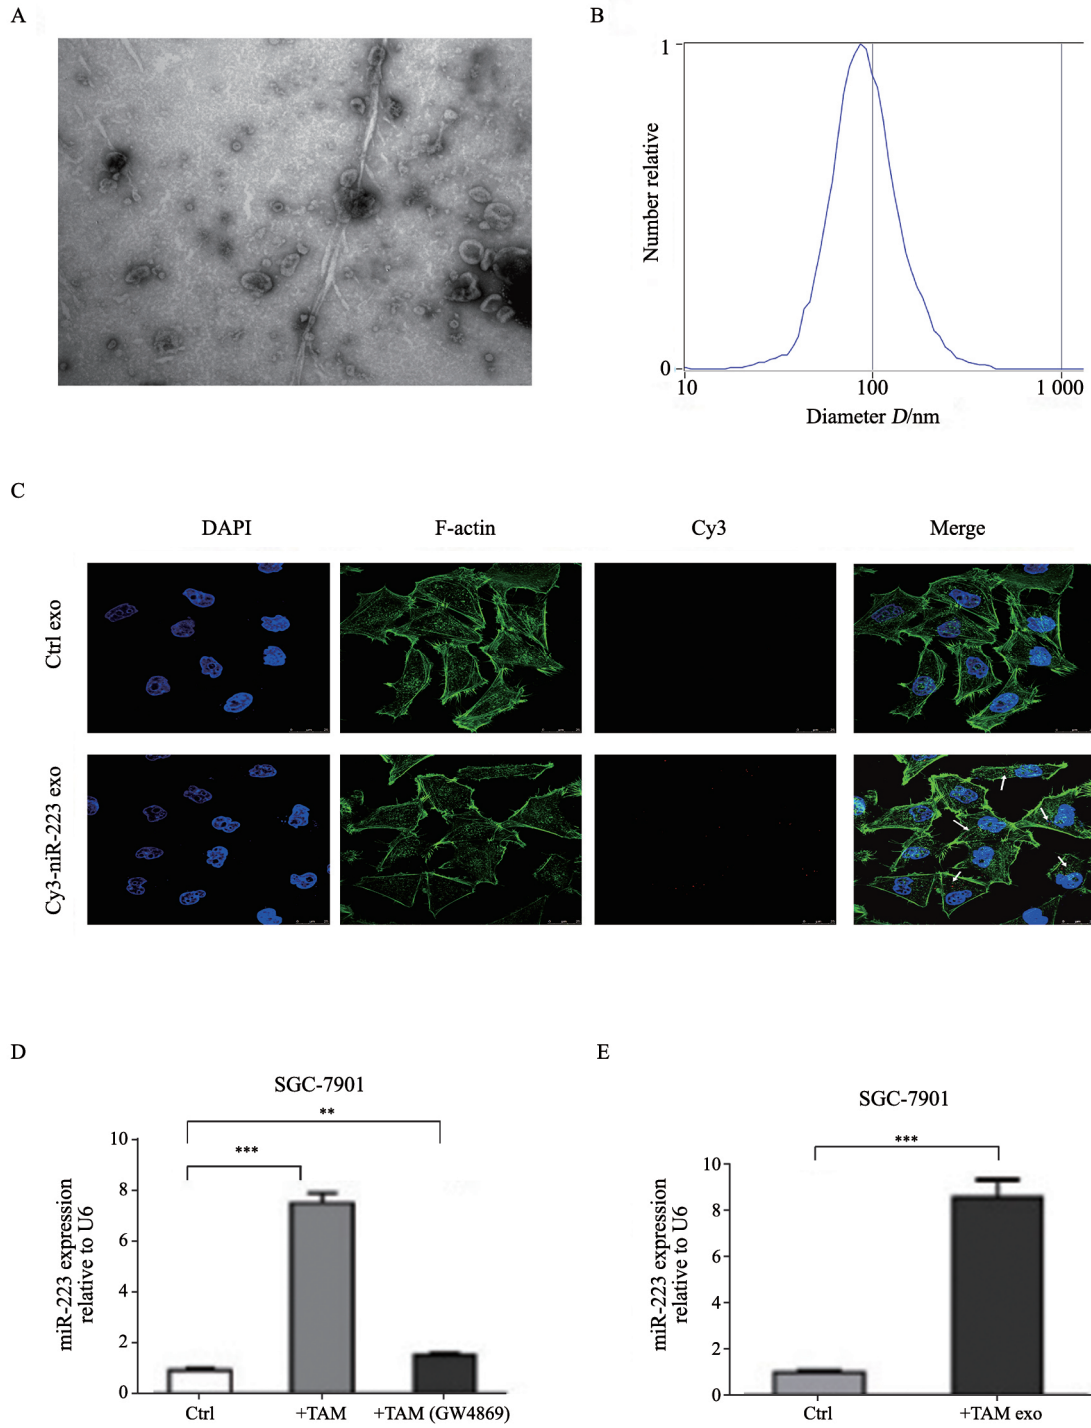 A
B
1
Number relative
0
10
100
1 000
Diameter D/nm
C
DAPI
F-actin
Cy3
Merge
Ctrl exo
Cy3-niR-223 exo
D
SGC-7901
**
***
10
8
6
4
2
0
miR-223 expression
relative to U6
Ctrl
+TAM
+TAM (GW4869)
E
SGC-7901
***
10
8
6
4
2
0
miR-223 expression
relative to U6
Ctrl
+TAM exo